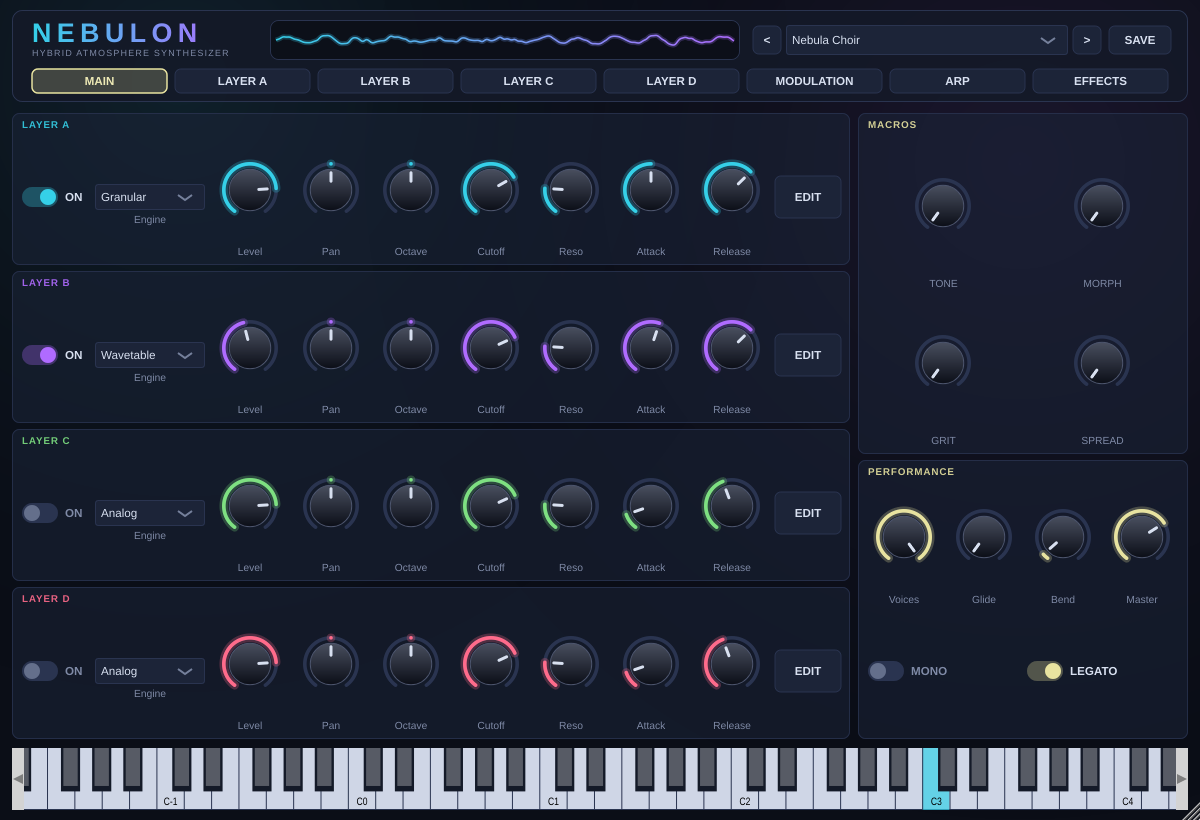 NEBULON
HYBRID ATMOSPHERE SYNTHESIZER
< Nebula Choir > SAVE
MAIN LAYER A LAYER B LAYER C LAYER D MODULATION ARP EFFECTS
LAYER A
ON Granular EDIT
Engine
Level Pan Octave Cutoff Reso Attack Release
LAYER B
ON Wavetable EDIT
Engine
Level Pan Octave Cutoff Reso Attack Release
LAYER C
ON Analog EDIT
Engine
Level Pan Octave Cutoff Reso Attack Release
LAYER D
ON Analog EDIT
Engine
Level Pan Octave Cutoff Reso Attack Release
MACROS
TONE MORPH
GRIT SPREAD
PERFORMANCE
Voices Glide Bend Master
MONO LEGATO
C-1 C0 C1 C2 C3 C4